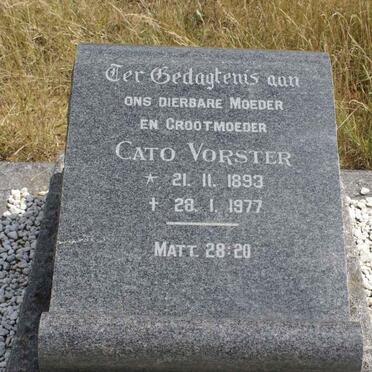 Ter Gedagtenis aan
ONS DIERBARE MOEDER
EN GROOTMOEDER
CATO VORSTER
* 21. 11. 1893
+ 28. 1. 1977
MATT. 28:20